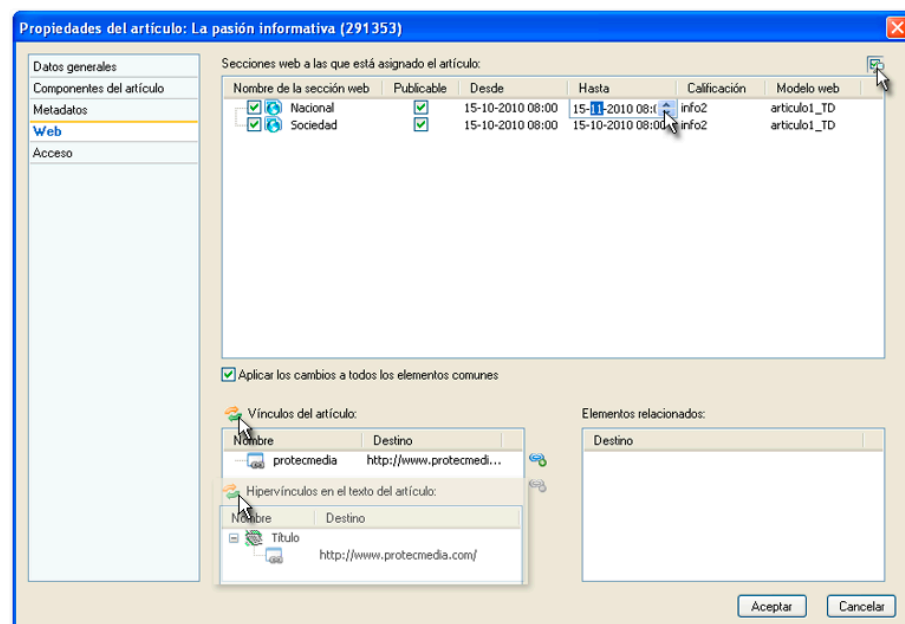 Propiedades del artículo: La pasión informativa (291353)
Datos generales
Componentes del artículo
Metadatos
Web
Acceso
Secciones web a las que está asignado el artículo:
Nombre de la sección web Publicable Desde Hasta Calificación Modelo web
Nacional 15-10-2010 08:00 15-11-2010 08:( info2 articulo1_TD
Sociedad 15-10-2010 08:00 15-10-2010 08:00 info2 articulo1_TD
Aplicar los cambios a todos los elementos comunes
Vínculos del artículo:
Nombre Destino
protecmedia http://www.protecmedi...
Hipervínculos en el texto del artículo:
Nombre Destino
Título
http://www.protecmedia.com/
Elementos relacionados:
Destino
Aceptar Cancelar